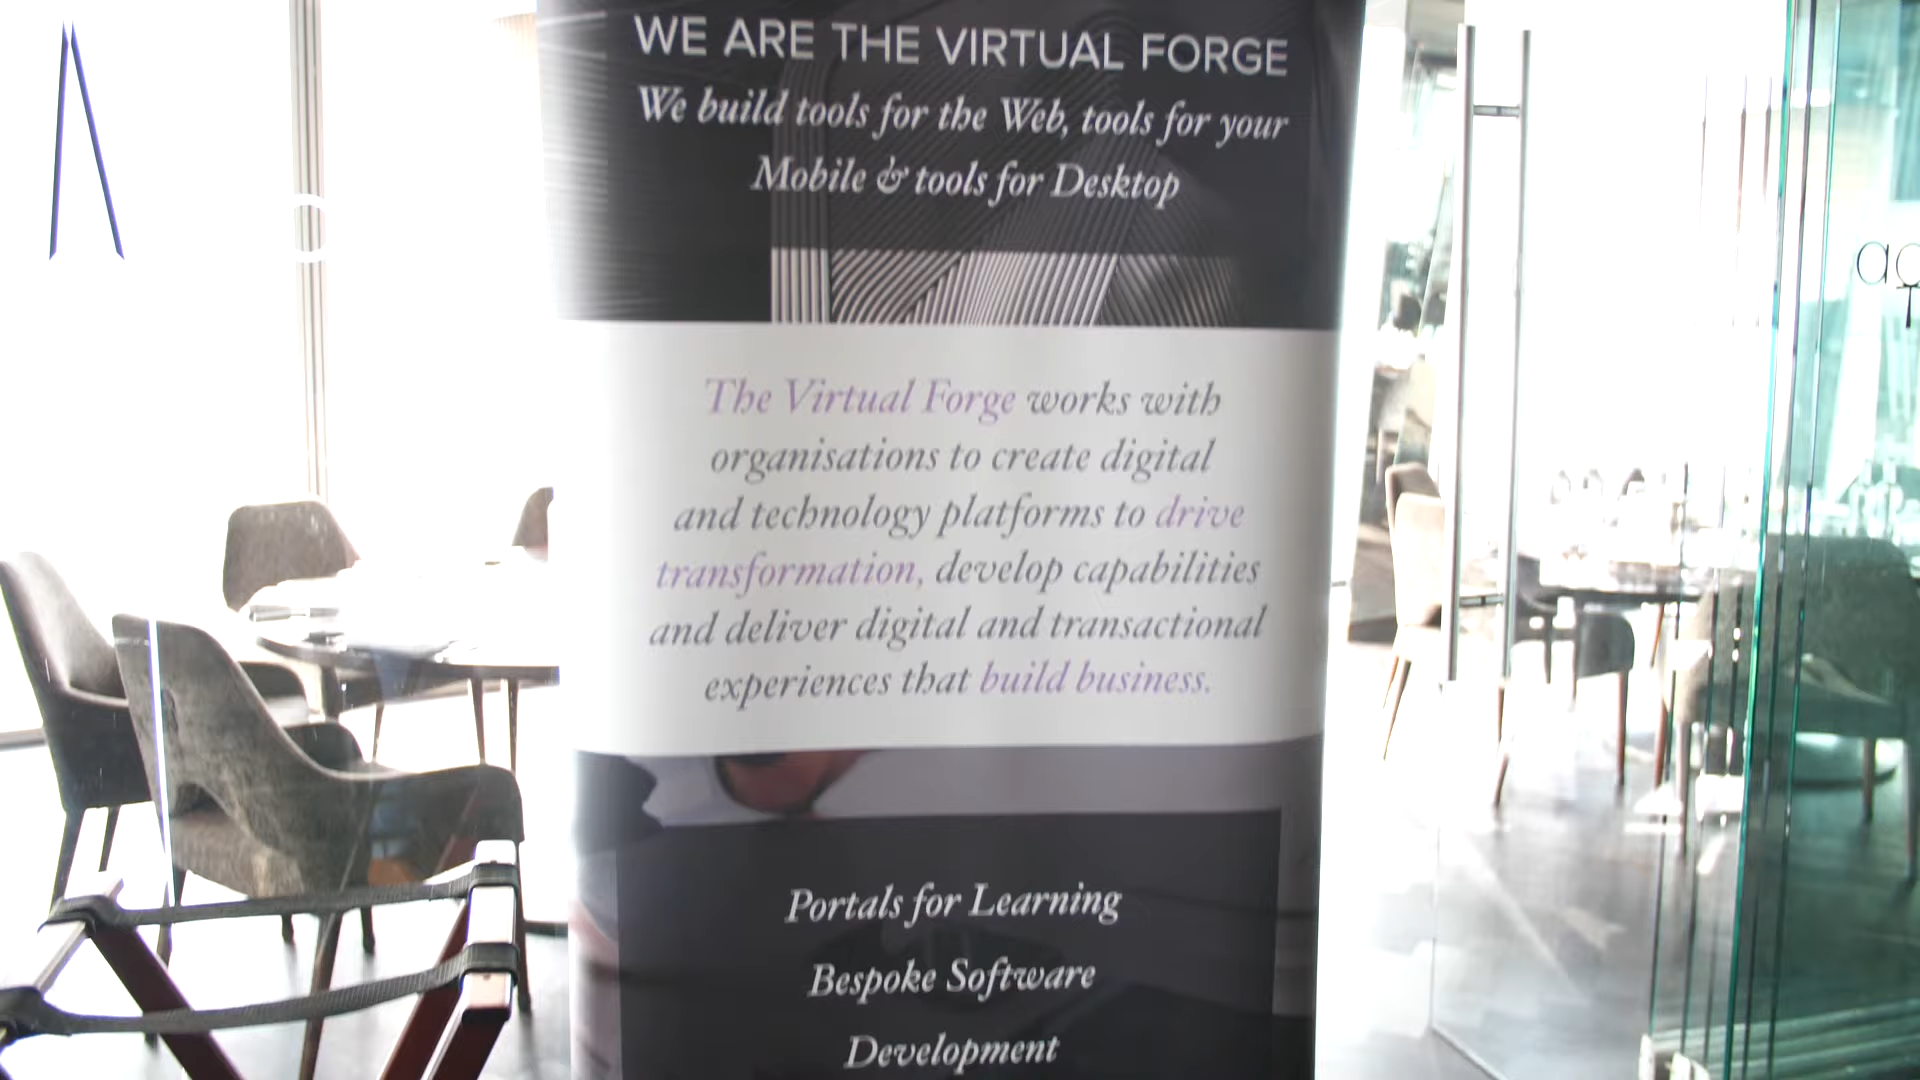 WE ARE THE VIRTUAL FORGE
We build tools for the Web, tools for your
Mobile & tools for Desktop
The Virtual Forge works with
organisations to create digital
and technology platforms to drive
transformation, develop capabilities
and deliver digital and transactional
experiences that build business.
Portals for Learning
Bespoke Software
Development